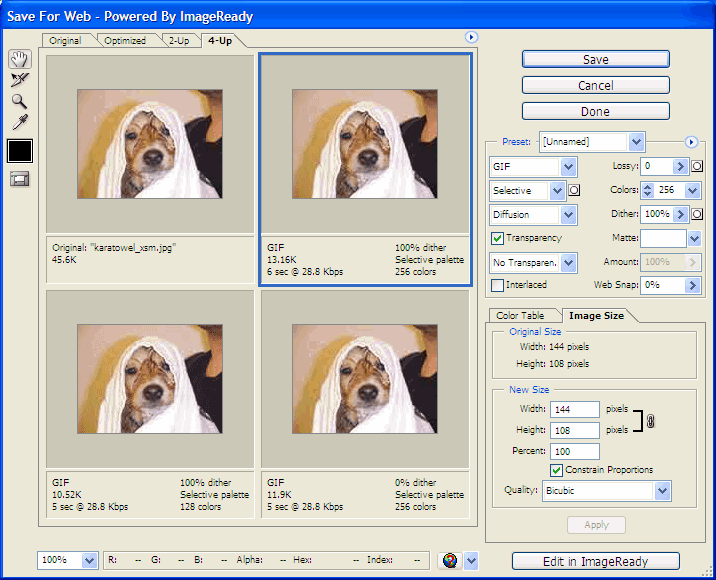 Save For Web - Powered By ImageReady
Original Optimized 2-Up 4-Up
Save
Cancel
Done
Preset: [Unnamed]
GIF Lossy: 0
Selective Colors: 256
Diffusion Dither: 100%
Transparency Matte:
No Transparen. Amount: 100%
Interlaced Web Snap: 0%
Original: "karatowel_xsm.jpg"
45.6K
GIF 100% dither
13.16K Selective palette
6 sec @ 28.8 Kbps 256 colors
Color Table Image Size
Original Size
Width: 144 pixels
Height: 108 pixels
New Size
Width: 144 pixels
Height: 108 pixels
Percent: 100
Constrain Proportions
Quality: Bicubic
Apply
GIF 100% dither
10.52K Selective palette
5 sec @ 28.8 Kbps 128 colors
GIF 0% dither
11.9K Selective palette
5 sec @ 28.8 Kbps 256 colors
100% R: -- G: -- B: -- Alpha: -- Hex: -- Index: --
Edit in ImageReady